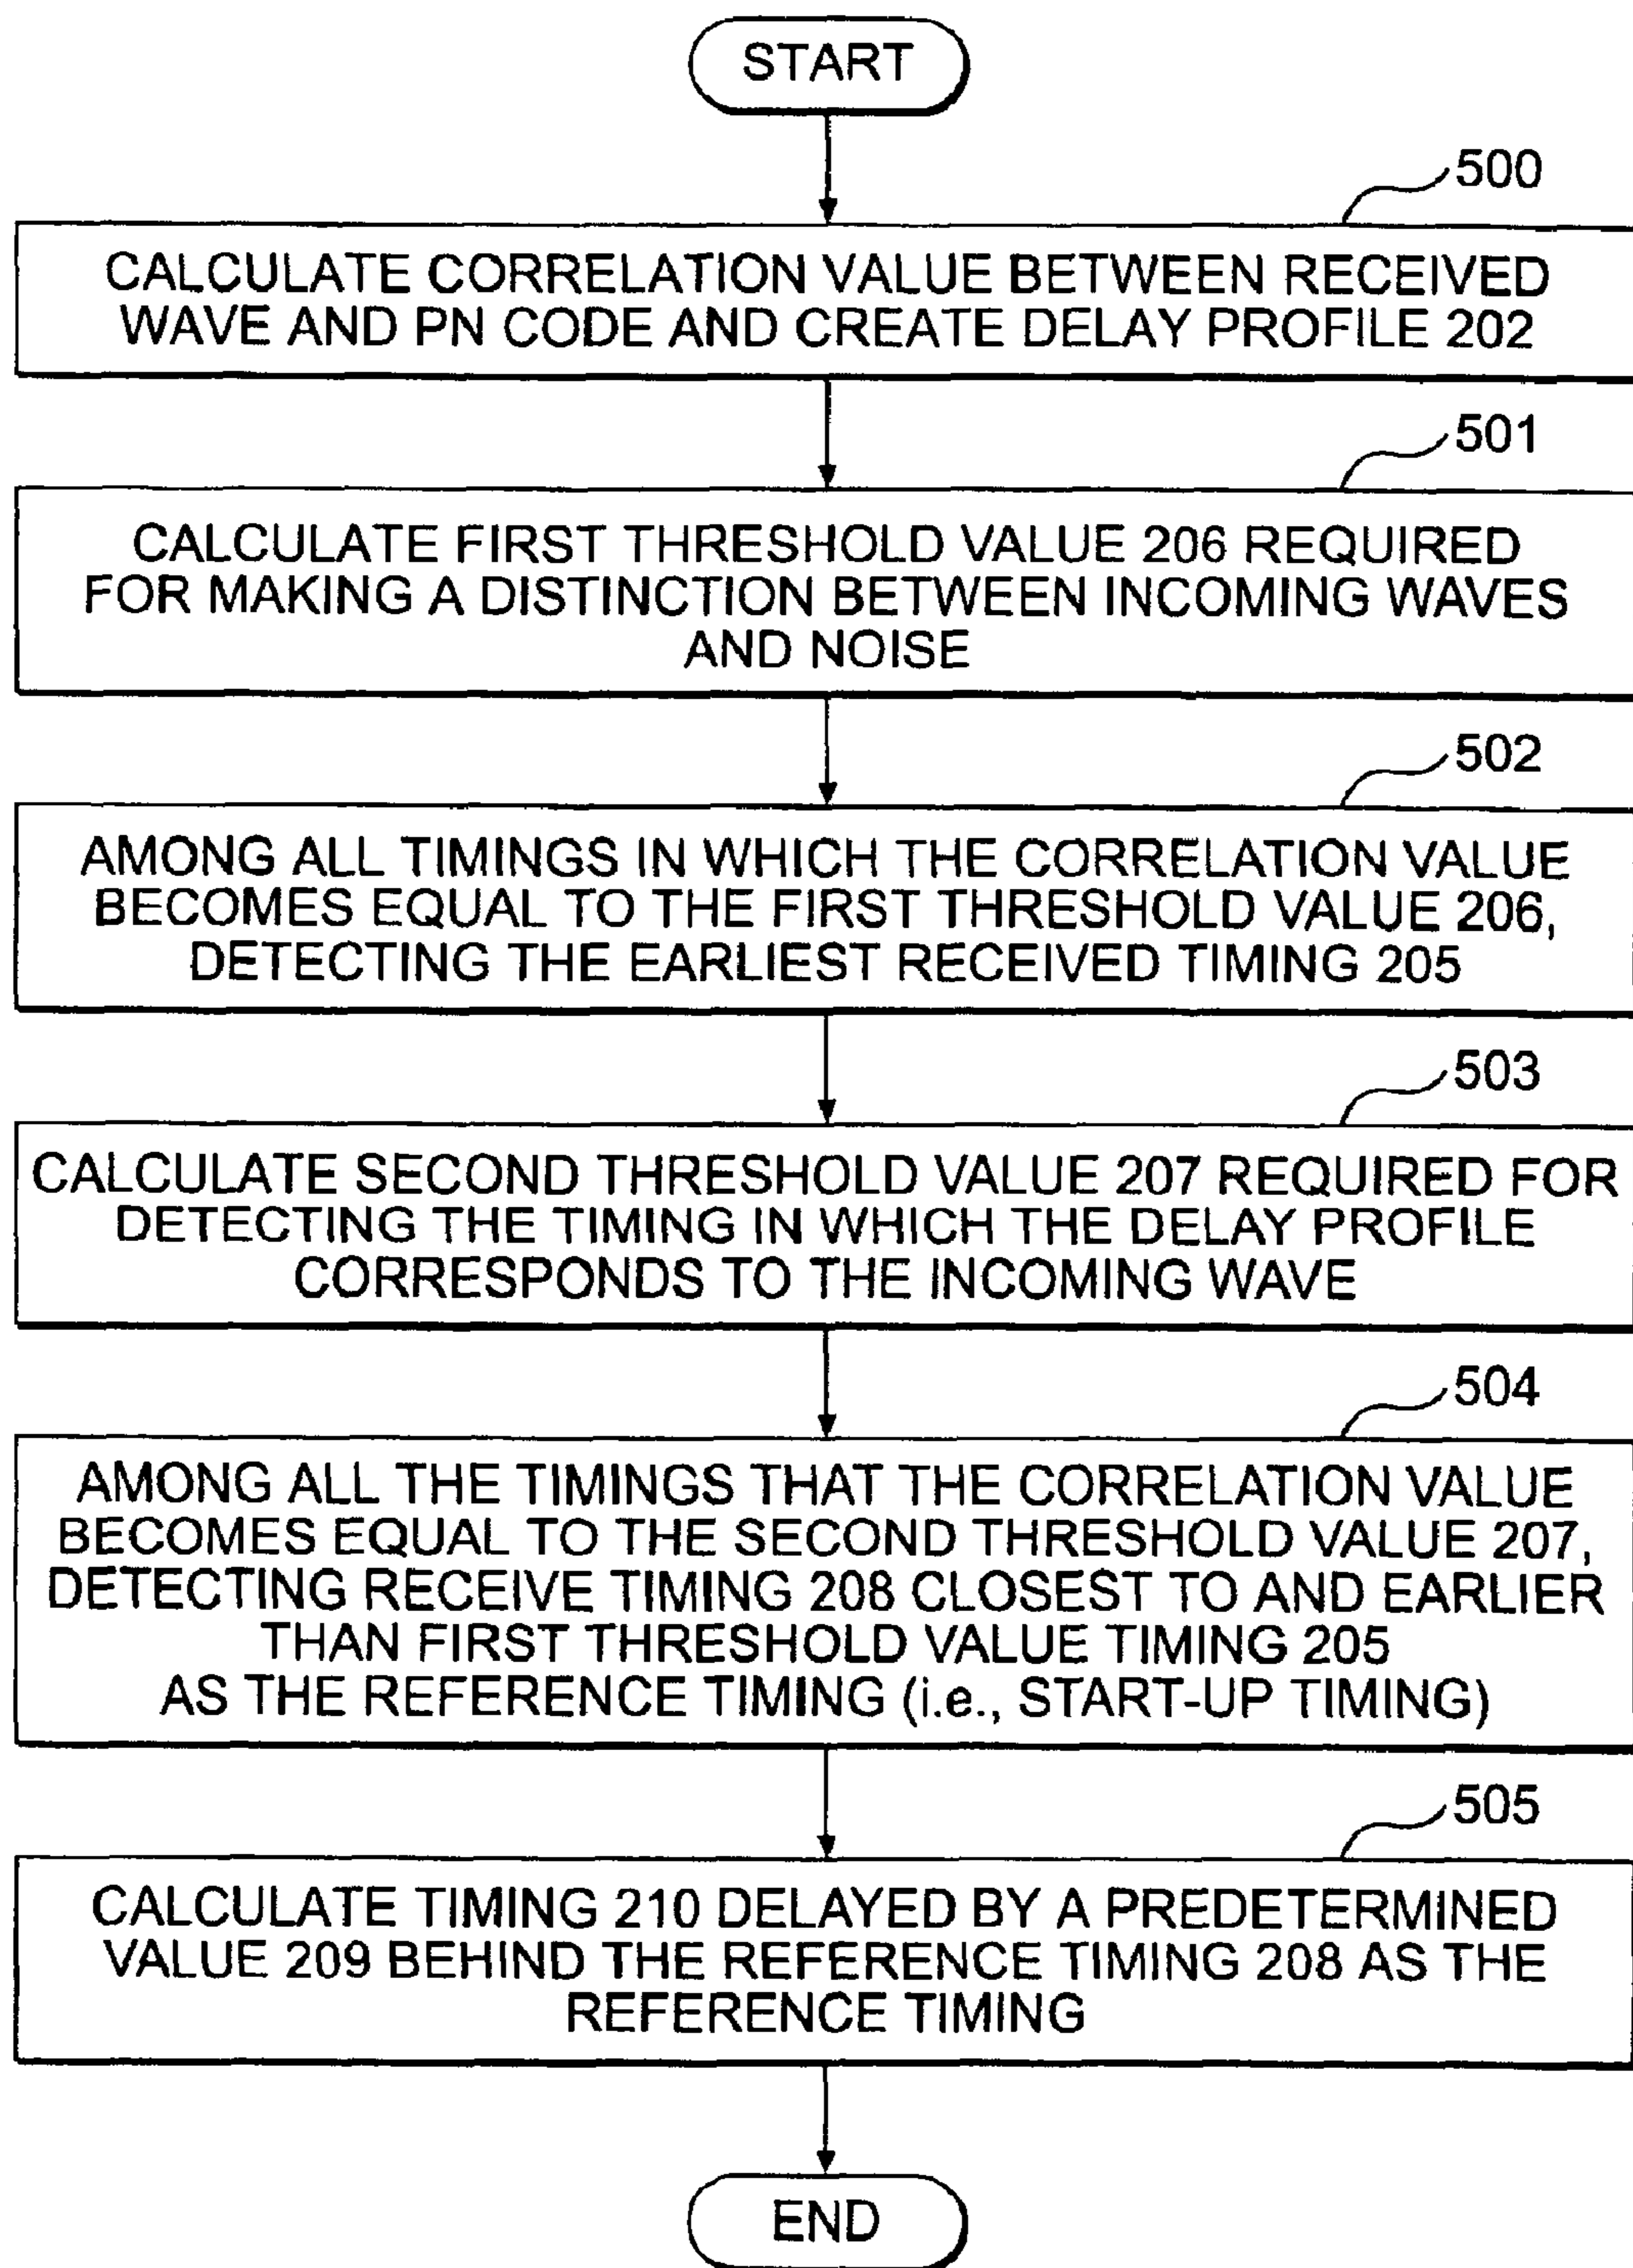 START
500
CALCULATE CORRELATION VALUE BETWEEN RECEIVED
WAVE AND PN CODE AND CREATE DELAY PROFILE 202
501
CALCULATE FIRST THRESHOLD VALUE 206 REQUIRED
FOR MAKING A DISTINCTION BETWEEN INCOMING WAVES
AND NOISE
502
AMONG ALL TIMINGS IN WHICH THE CORRELATION VALUE
BECOMES EQUAL TO THE FIRST THRESHOLD VALUE 206,
DETECTING THE EARLIEST RECEIVED TIMING 205
503
CALCULATE SECOND THRESHOLD VALUE 207 REQUIRED FOR
DETECTING THE TIMING IN WHICH THE DELAY PROFILE
CORRESPONDS TO THE INCOMING WAVE
504
AMONG ALL THE TIMINGS THAT THE CORRELATION VALUE
BECOMES EQUAL TO THE SECOND THRESHOLD VALUE 207,
DETECTING RECEIVE TIMING 208 CLOSEST TO AND EARLIER
THAN FIRST THRESHOLD VALUE TIMING 205
AS THE REFERENCE TIMING (i.e., START-UP TIMING)
505
CALCULATE TIMING 210 DELAYED BY A PREDETERMINED
VALUE 209 BEHIND THE REFERENCE TIMING 208 AS THE
REFERENCE TIMING
END